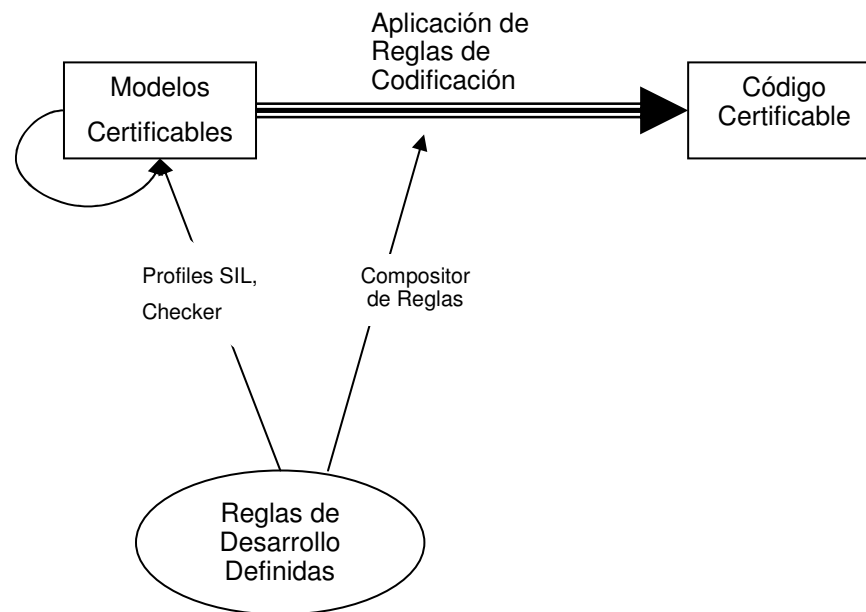 Aplicación de
Reglas de
Codificación
Modelos
Certificables
Código
Certificable
Profiles SIL,
Checker
Compositor
de Reglas
Reglas de
Desarrollo
Definidas